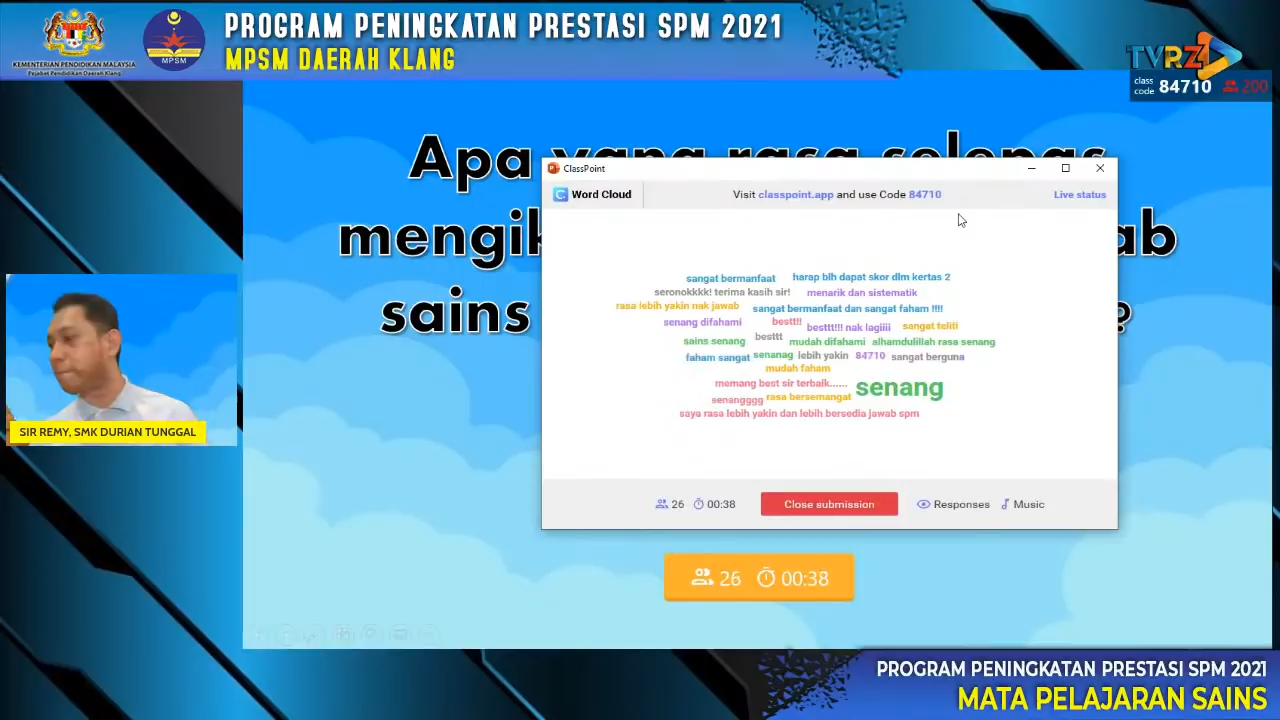 KEMENTERIAN PENDIDIKAN MALAYSIA
Pejabat Pendidikan Daerah Klang
MPSM
PROGRAM PENINGKATAN PRESTASI SPM 2021
MPSM DAERAH KLANG
TVRZ
class code 84710 200
Apa yang rasa selepas
ClassPoint
Word Cloud
Visit classpoint.app and use Code 84710
Live status
ab
sains
?
sangat bermanfaat
harap blh dapat skor dlm kertas 2
seronokkkk! terima kasih sir!
menarik dan sistematik
rasa lebih yakin nak jawab
sangat bermanfaat dan sangat faham !!!!
senang difahami
bestt!!
besttt!!! nak lagiiii
sangat teliti
sains senang
besttt
mudah difahami
alhamdulillah rasa senang
faham sangat
senanag
lebih yakin
84710
sangat berguna
mudah faham
memang best sir terbaik......
senang
senangggg
rasa bersemangat
saya rasa lebih yakin dan lebih bersedia jawab spm
SIR REMY, SMK DURIAN TUNGGAL
26 00:38
Close submission
Responses
Music
26 00:38
PROGRAM PENINGKATAN PRESTASI SPM 2021
MATA PELAJARAN SAINS